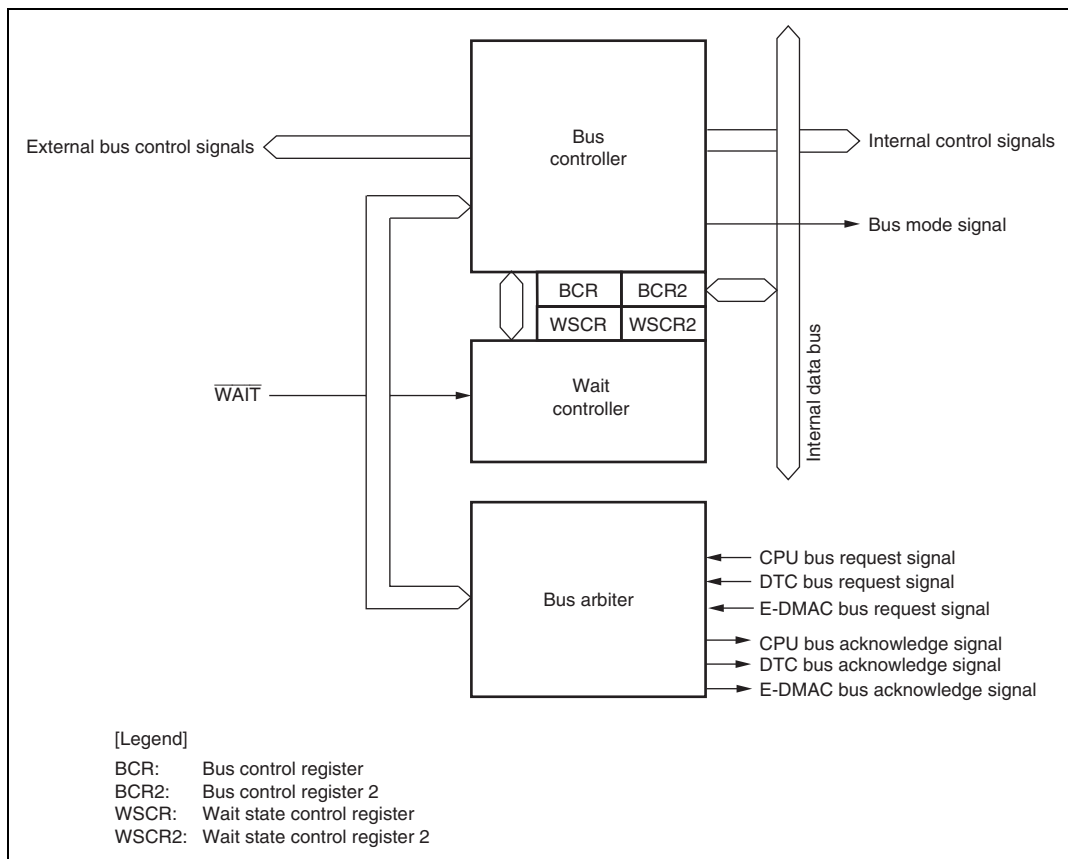 Bus
controller
External bus control signals
Internal control signals
Bus mode signal
BCR
BCR2
WSCR
WSCR2
W̅A̅I̅T̅
Wait
controller
Internal data bus
Bus arbiter
CPU bus request signal
DTC bus request signal
E-DMAC bus request signal
CPU bus acknowledge signal
DTC bus acknowledge signal
E-DMAC bus acknowledge signal
[Legend]
BCR: Bus control register
BCR2: Bus control register 2
WSCR: Wait state control register
WSCR2: Wait state control register 2